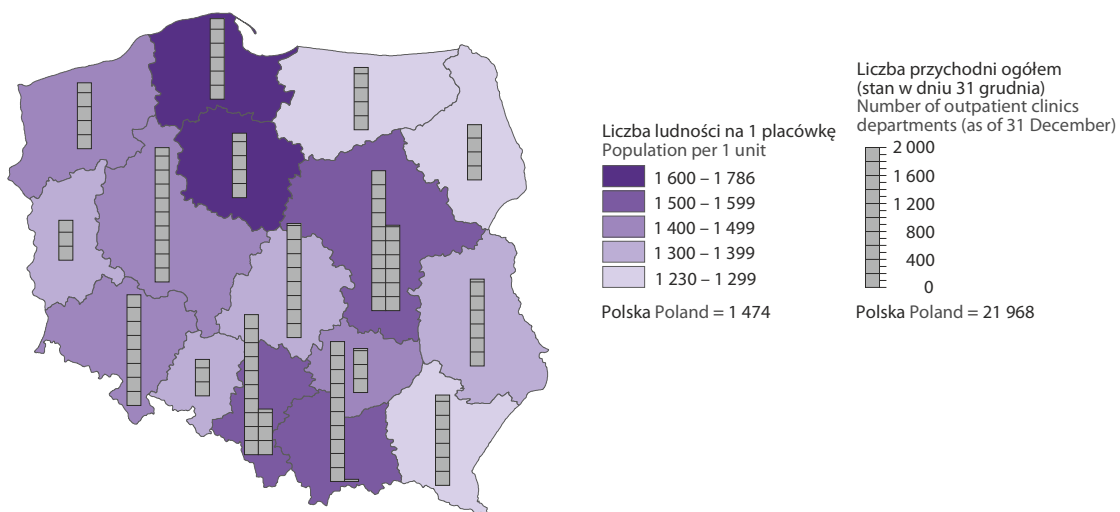 Liczba ludności na 1 placówkę
Population per 1 unit
1 600 – 1 786
1 500 – 1 599
1 400 – 1 499
1 300 – 1 399
1 230 – 1 299
Polska Poland = 1 474
Liczba przychodni ogółem
(stan w dniu 31 grudnia)
Number of outpatient clinics
departments (as of 31 December)
2 000
1 600
1 200
800
400
0
Polska Poland = 21 968